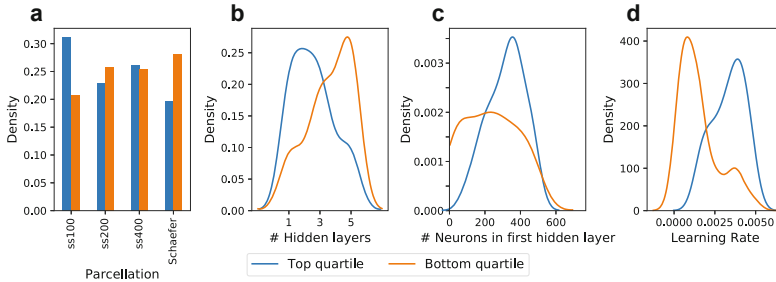 a
0.30
0.25
0.20
0.15
0.10
0.05
0.00
Density
ss100
ss200
ss400
Schaefer
Parcellation
b
0.25
0.20
0.15
0.10
0.05
0.00
Density
1
3
5
# Hidden layers
c
0.003
0.002
0.001
0.000
Density
0
200
400
600
# Neurons in first hidden layer
d
400
300
200
100
0
Density
0.0000
0.0025
0.0050
Learning Rate
Top quartile
Bottom quartile